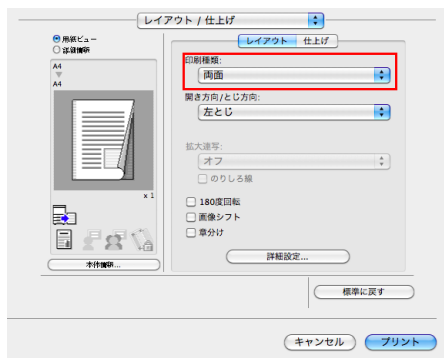 レイアウト / 仕上げ
用紙ビュー
詳細情報
A4
A4
x 1
本体情報...
レイアウト 仕上げ
印刷種類:
両面
開き方向/とじ方向:
左とじ
拡大連写:
オフ
のりしろ線
180度回転
画像シフト
章分け
詳細設定...
標準に戻す
キャンセル プリント